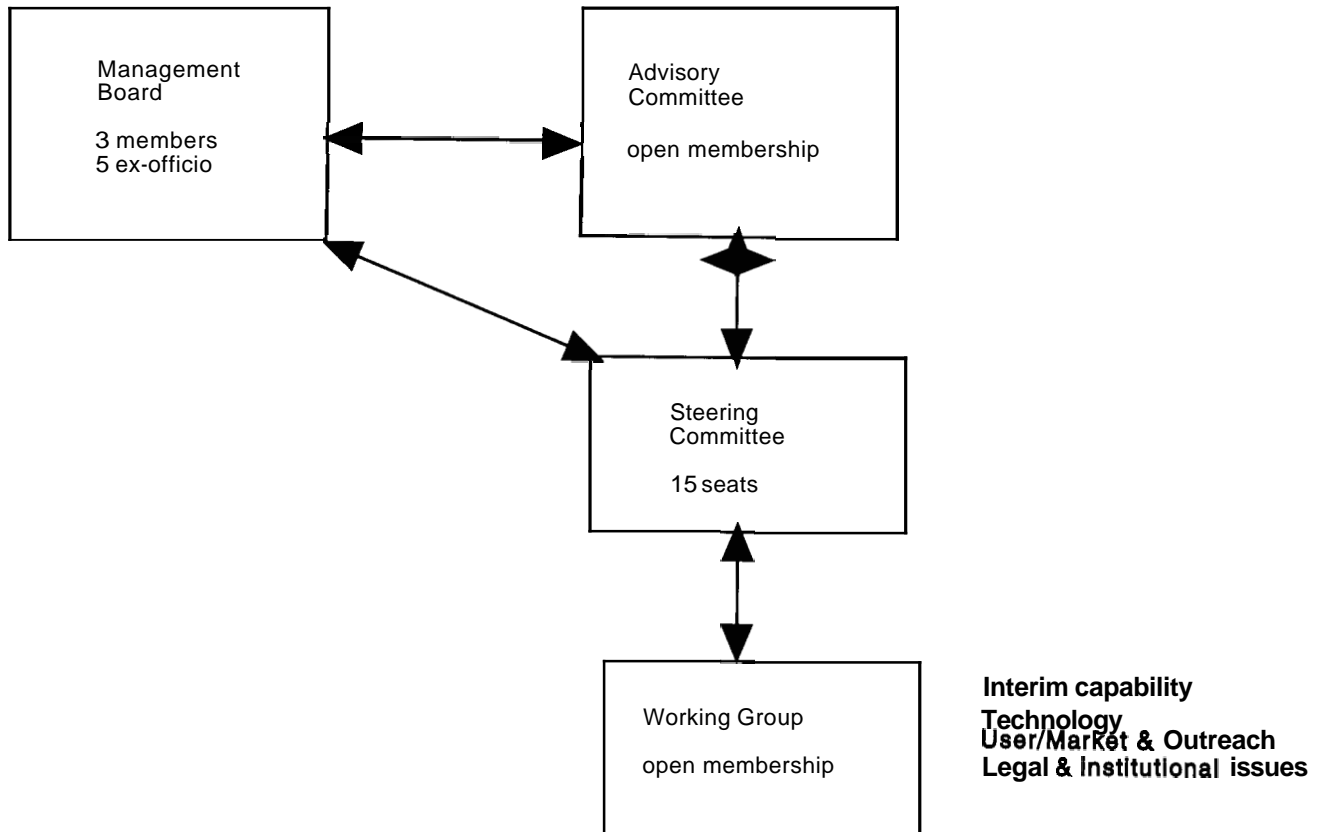 Management
Board
3 members
5 ex-officio
Advisory
Committee
open membership
Steering
Committee
15 seats
Working Group
open membership
Interim capability
Technology
User/Market & Outreach
Legal & institutional issues